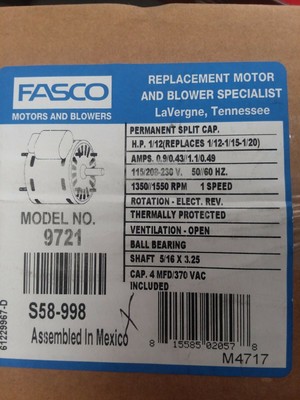 FASCO
MOTORS AND BLOWERS
REPLACEMENT MOTOR
AND BLOWER SPECIALIST
LaVergne, Tennessee
MODEL NO.
9721
PERMANENT SPLIT CAP.
H.P. 1/12(REPLACES 1/12-1/15-1/20)
AMPS. 0.9/0.43/1.1/0.49
115/208-230 V. 50/60 HZ.
1350/1550 RPM 1 SPEED
ROTATION - ELECT. REV.
THERMALLY PROTECTED
VENTILATION - OPEN
BALL BEARING
SHAFT 5/16 X 3.25
CAP. 4 MFD/370 VAC
INCLUDED
S58-998
Assembled In Mexico
61229967-D
8 15585 02057 8
M4717